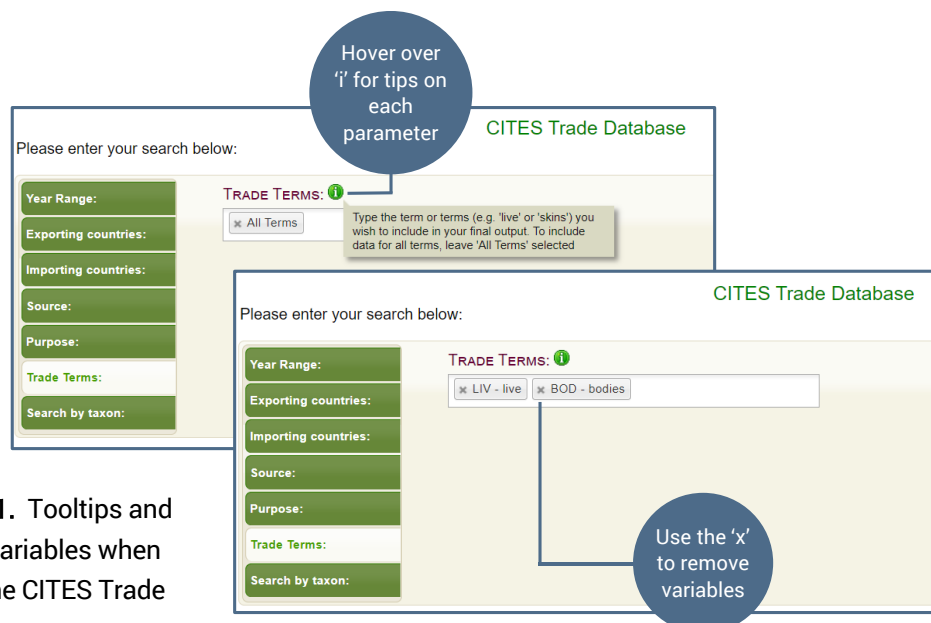 Hover over
‘i’ for tips on
each
parameter
CITES Trade Database
Please enter your search below:
Year Range:
Exporting countries:
Importing countries:
Source:
Purpose:
Trade Terms:
Search by taxon:
TRADE TERMS: i
x All Terms
Type the term or terms (e.g. 'live' or 'skins') you
wish to include in your final output. To include
data for all terms, leave 'All Terms' selected
CITES Trade Database
Please enter your search below:
Year Range:
Exporting countries:
Importing countries:
Source:
Purpose:
Trade Terms:
Search by taxon:
TRADE TERMS: i
x LIV - live x BOD - bodies
Use the ‘x’
to remove
variables
1. Tooltips and
ariables when
e CITES Trade